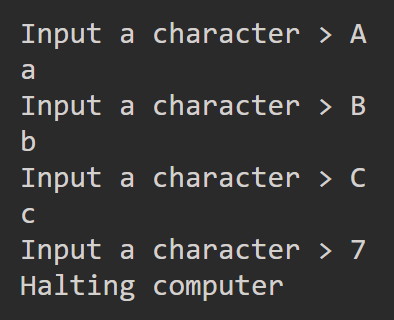 Input a character > A
a
Input a character > B
b
Input a character > C
c
Input a character > 7
Halting computer